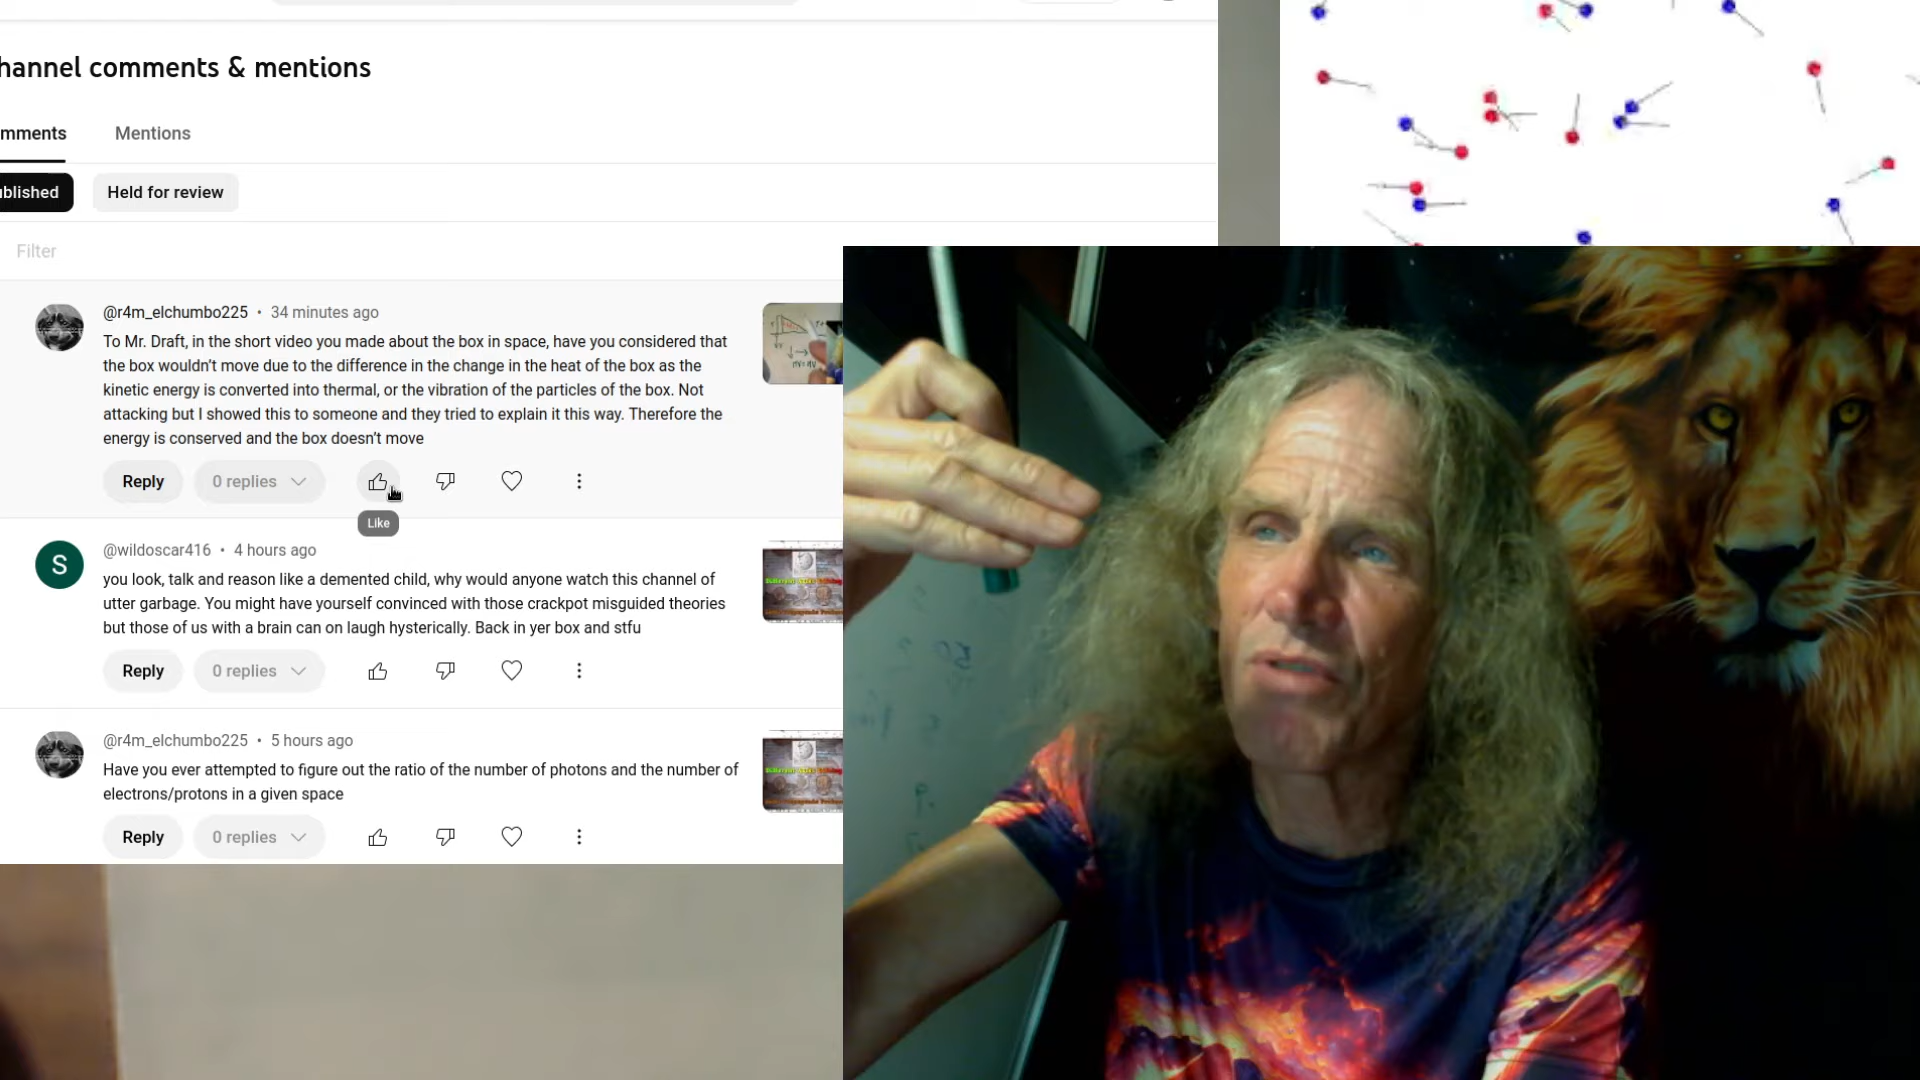 hannel comments & mentions
mments Mentions
ublished Held for review
Filter
@r4m_elchumbo225 • 34 minutes ago
To Mr. Draft, in the short video you made about the box in space, have you considered that
the box wouldn't move due to the difference in the change in the heat of the box as the
kinetic energy is converted into thermal, or the vibration of the particles of the box. Not
attacking but I showed this to someone and they tried to explain it this way. Therefore the
energy is conserved and the box doesn't move
Reply 0 replies
Like
@wildoscar416 • 4 hours ago
S
you look, talk and reason like a demented child, why would anyone watch this channel of
utter garbage. You might have yourself convinced with those crackpot misguided theories
but those of us with a brain can on laugh hysterically. Back in yer box and stfu
Reply 0 replies
@r4m_elchumbo225 • 5 hours ago
Have you ever attempted to figure out the ratio of the number of photons and the number of
electrons/protons in a given space
Reply 0 replies